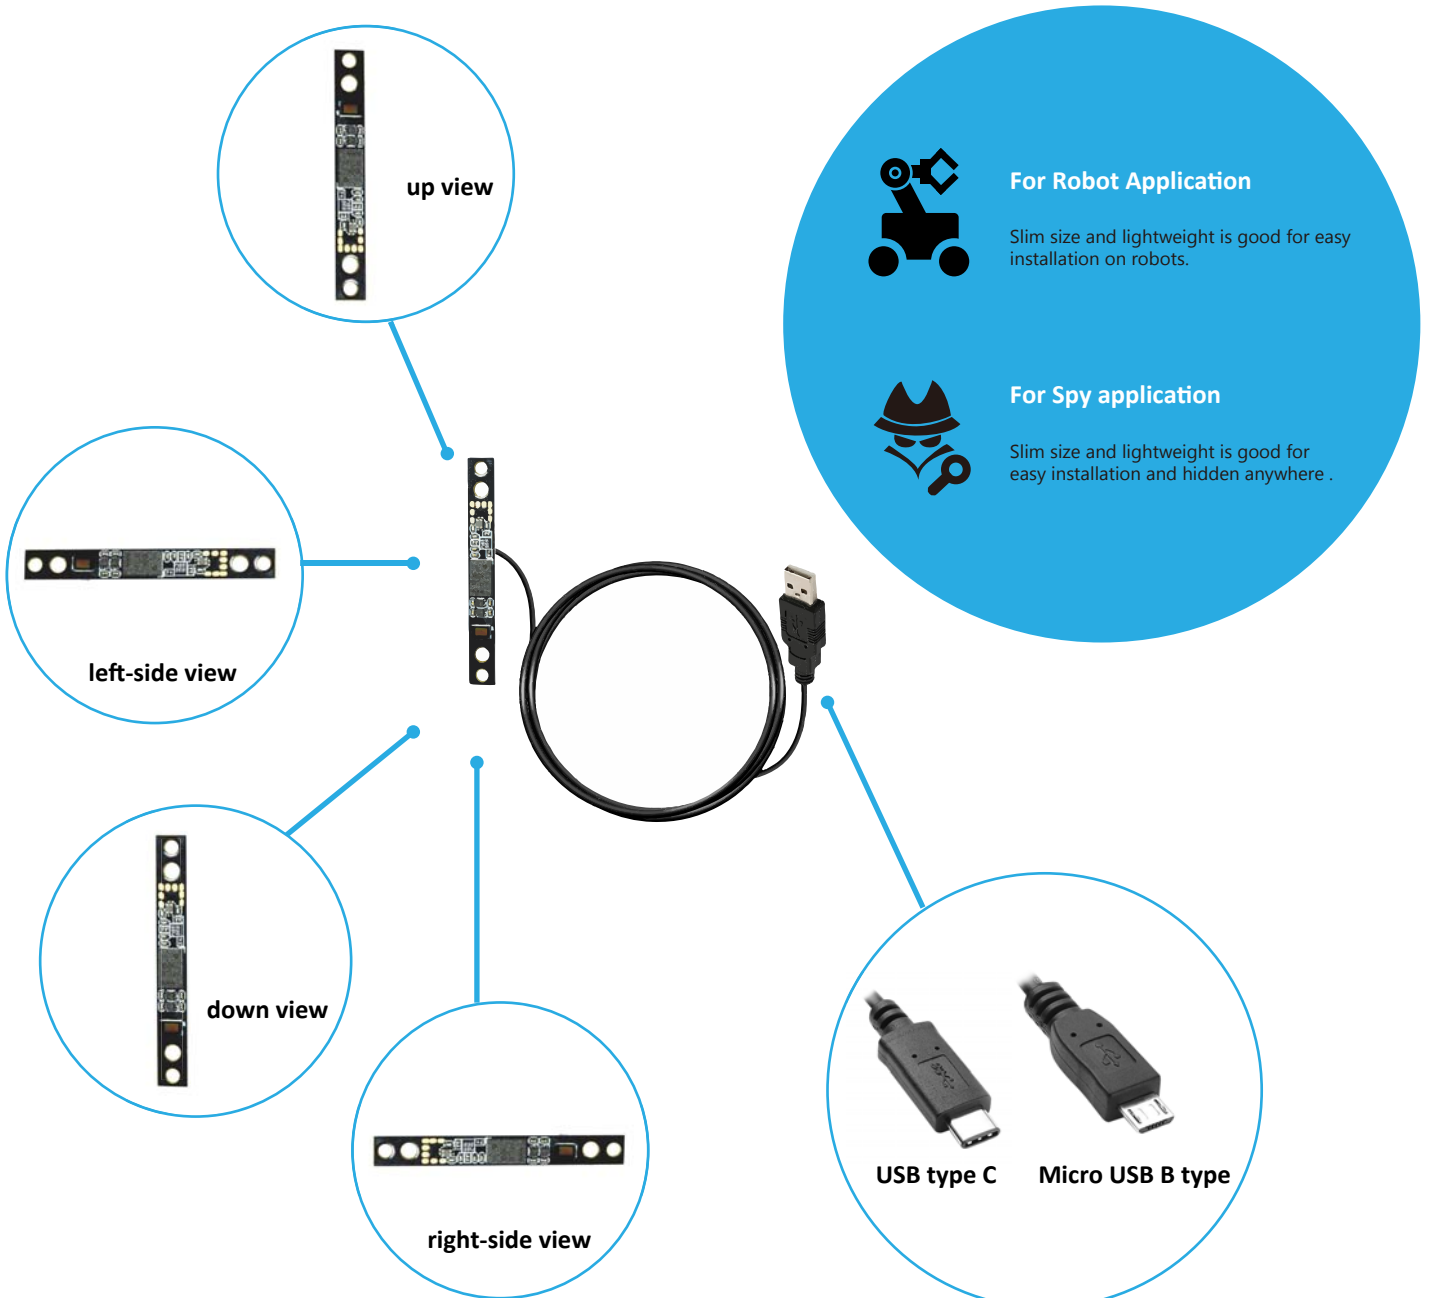 up view
For Robot Application
Slim size and lightweight is good for easy
installation on robots.
For Spy application
Slim size and lightweight is good for
easy installation and hidden anywhere .
left-side view
down view
right-side view
USB type C
Micro USB B type